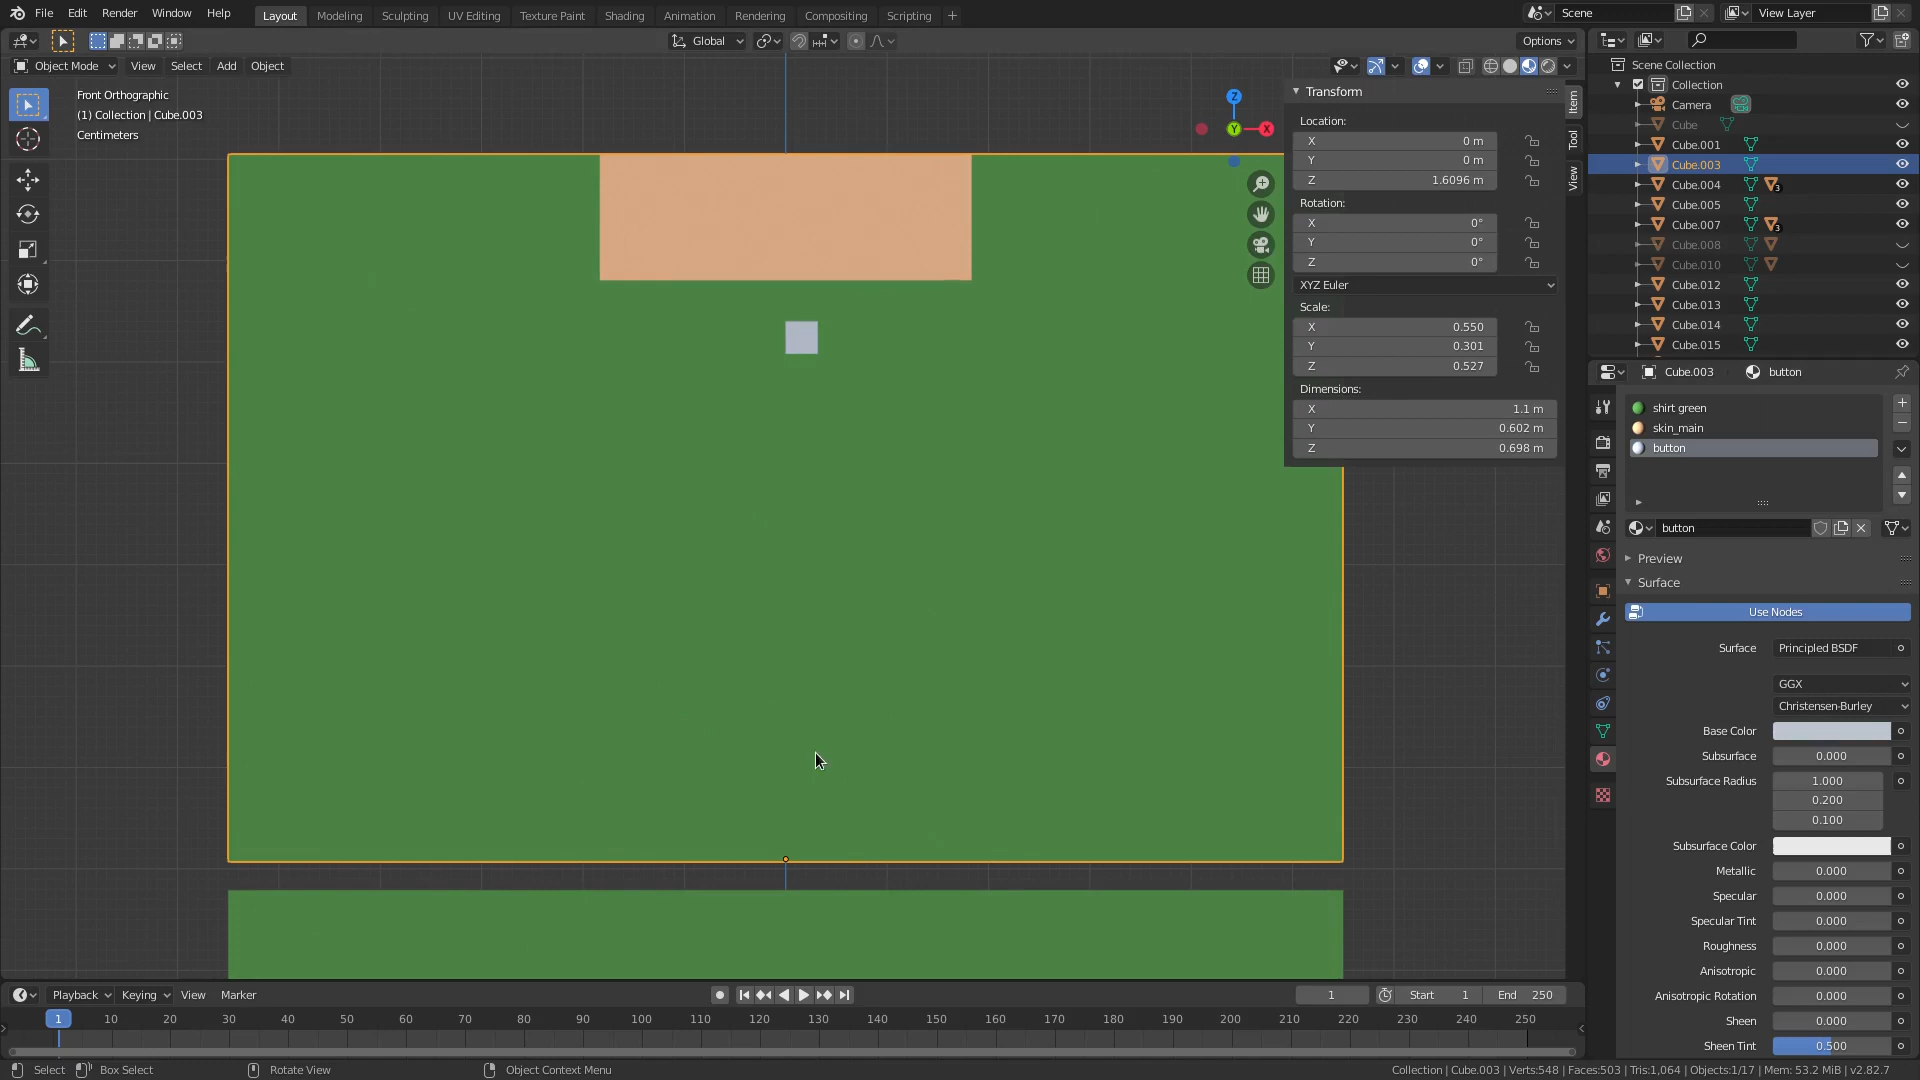 File Edit Render Window Help Layout Modeling Sculpting UV Editing Texture Paint Shading Animation Rendering Compositing Scripting + Scene View Layer
Global Options
Object Mode View Select Add Object
Front Orthographic
(1) Collection | Cube.003
Centimeters
Z
Y
X
Transform
Location:
X 0 m
Y 0 m
Z 1.6096 m
Rotation:
X 0°
Y 0°
Z 0°
XYZ Euler
Scale:
X 0.550
Y 0.301
Z 0.527
Dimensions:
X 1.1 m
Y 0.602 m
Z 0.698 m
Item
Tool
View
Scene Collection
Collection
Camera
Cube
Cube.001
Cube.003
Cube.004 3
Cube.005
Cube.007 3
Cube.008
Cube.010
Cube.012
Cube.013
Cube.014
Cube.015
Cube.003 button
shirt green
skin_main
button
button
Preview
Surface
Use Nodes
Surface Principled BSDF
GGX
Christensen-Burley
Base Color
Subsurface 0.000
Subsurface Radius 1.000
0.200
0.100
Subsurface Color
Metallic 0.000
Specular 0.000
Specular Tint 0.000
Roughness 0.000
Anisotropic 0.000
Anisotropic Rotation 0.000
Sheen 0.000
Sheen Tint 0.500
Playback Keying View Marker 1 Start 1 End 250
1 10 20 30 40 50 60 70 80 90 100 110 120 130 140 150 160 170 180 190 200 210 220 230 240 250
Select Box Select Rotate View Object Context Menu Collection | Cube.003 | Verts:548 | Faces:503 | Tris:1,064 | Objects:1/17 | Mem: 53.2 MiB | v2.82.7